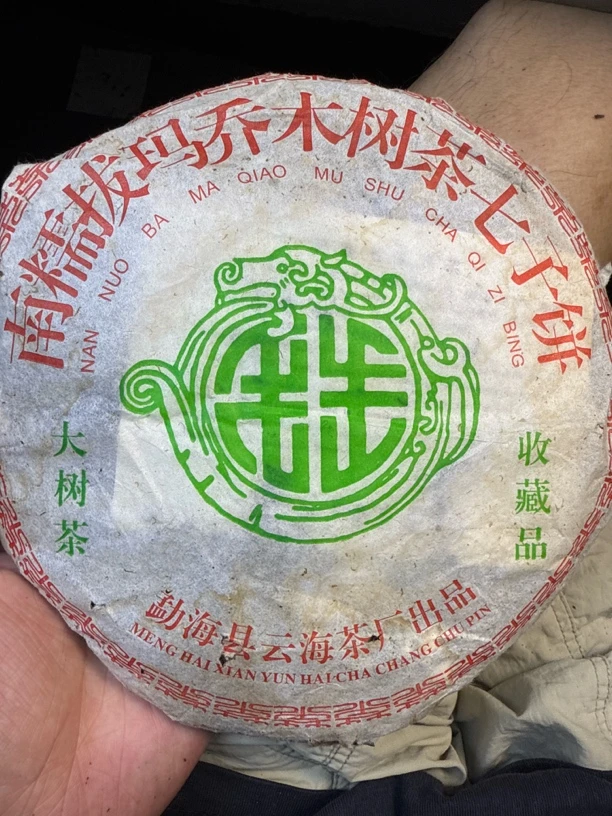 南糯拔玛乔木树茶七子饼
NAN NUO BA MA QIAO MU SHU CHA QI ZI BING
大树茶
收藏品
勐海县云海茶厂出品
MENG HAI XIAN YUN HAI CHA CHANG CHU PIN